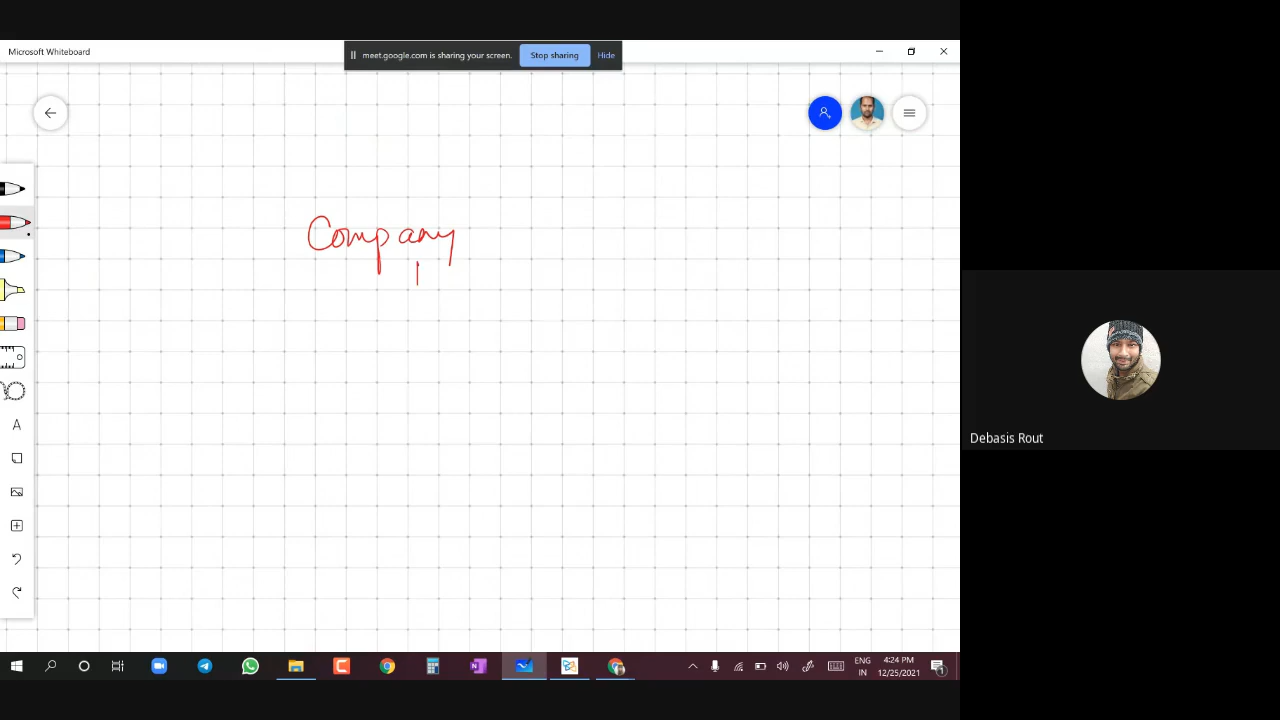 Microsoft Whiteboard
meet.google.com is sharing your screen.
Stop sharing
Hide
Company
A
Debasis Rout
ENG
IN
4:24 PM
12/25/2021
1